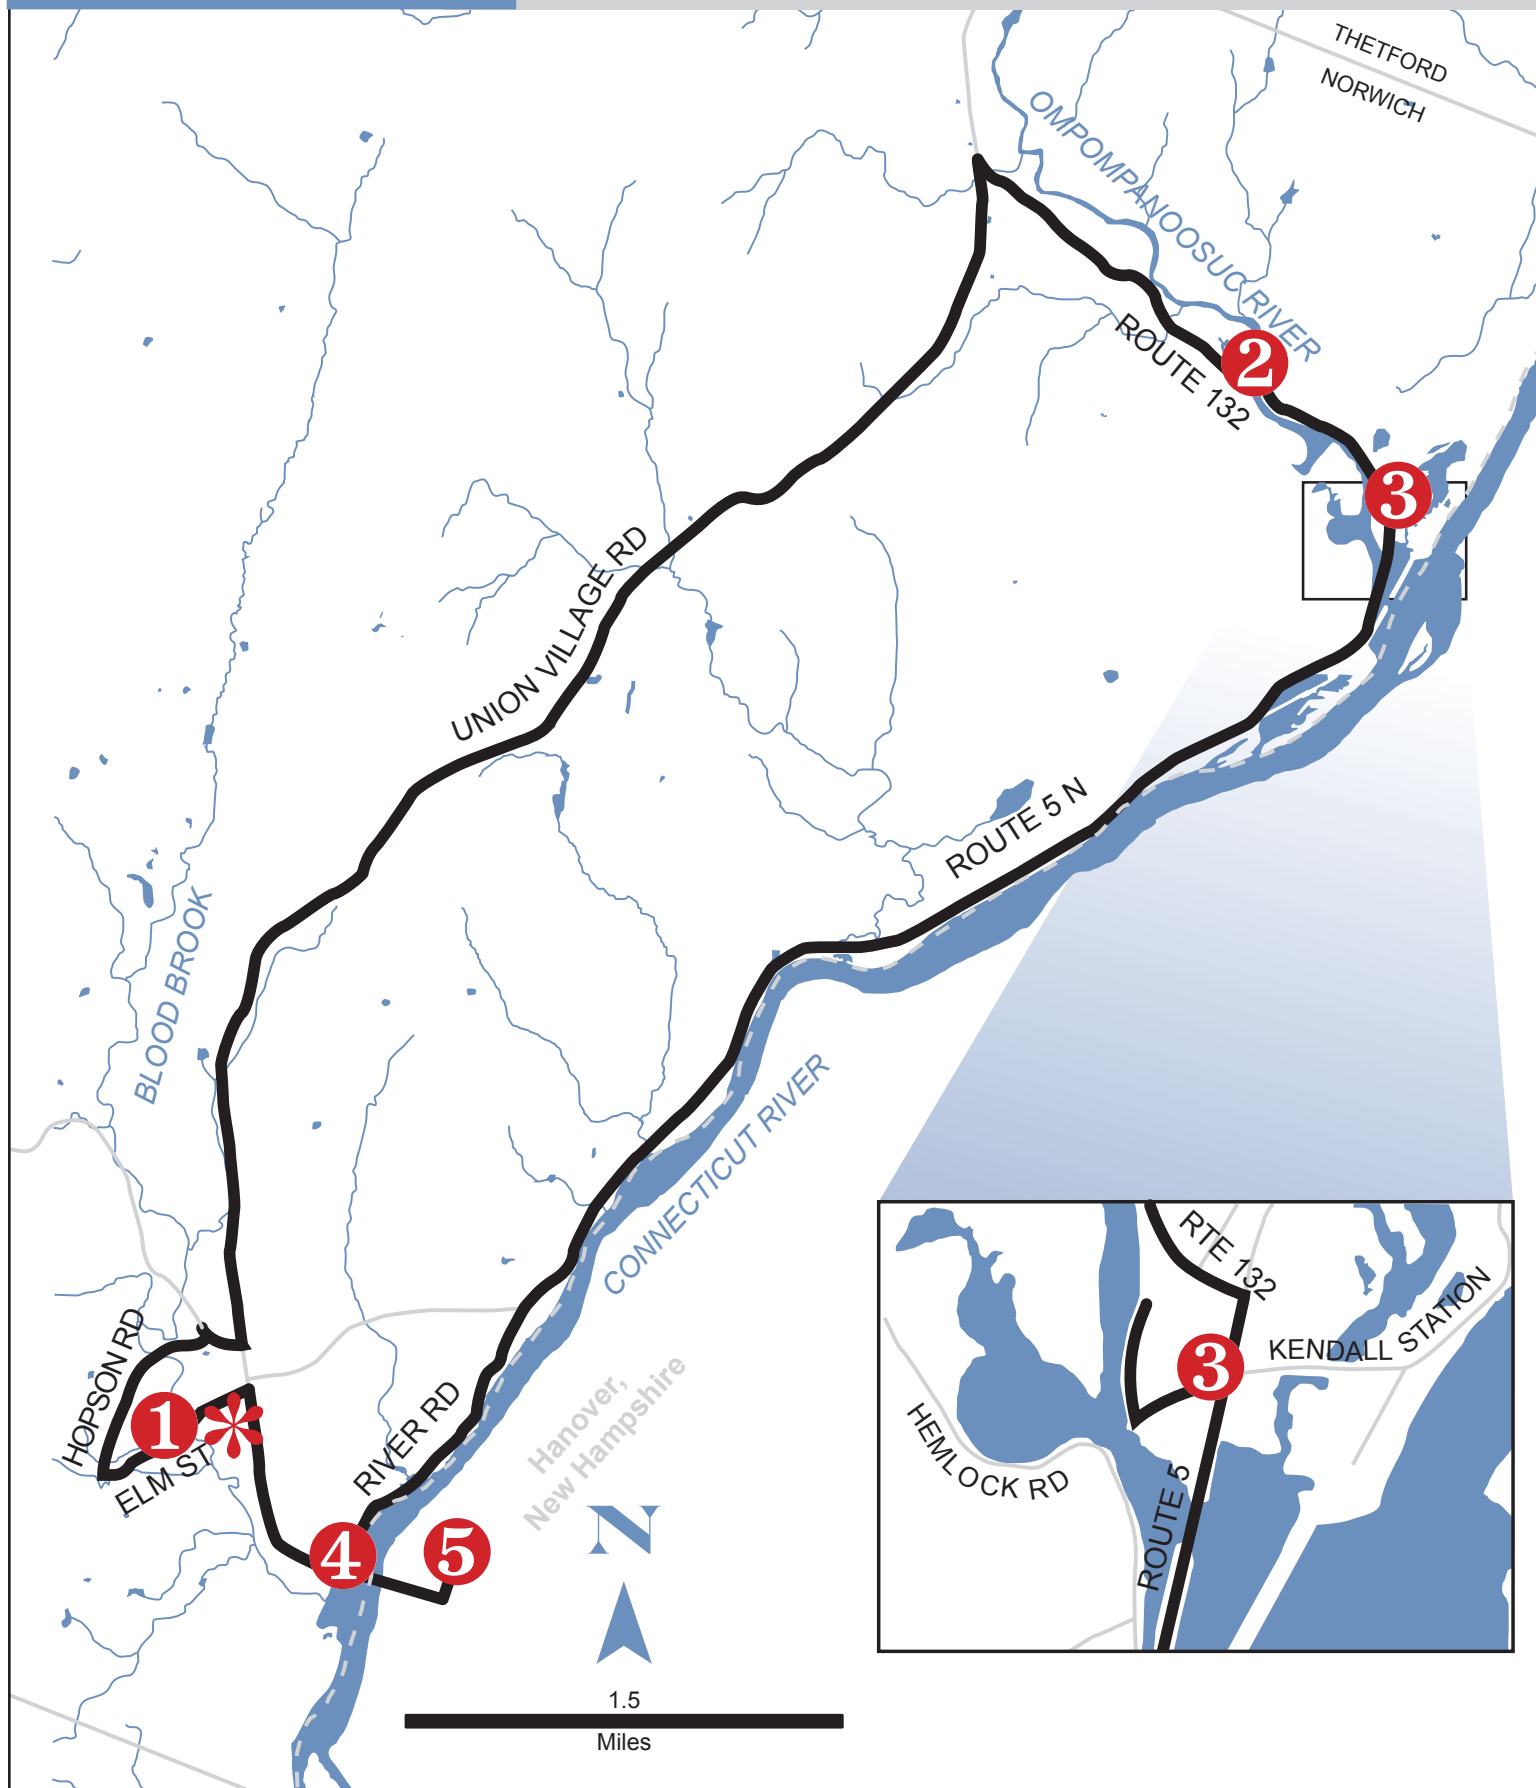 THETFORD
NORWICH
OMPOMPANOOSUC RIVER
2
ROUTE 132
3
UNION VILLAGE RD
ROUTE 5 N
BLOOD BROOK
CONNECTICUT RIVER
RTE 132
KENDALL STATION
3
HEMLOCK RD
ROUTE 5
HOPSON RD
1
ELM ST
RIVER RD
Hanover,
New Hampshire
4
5
N
1.5
Miles